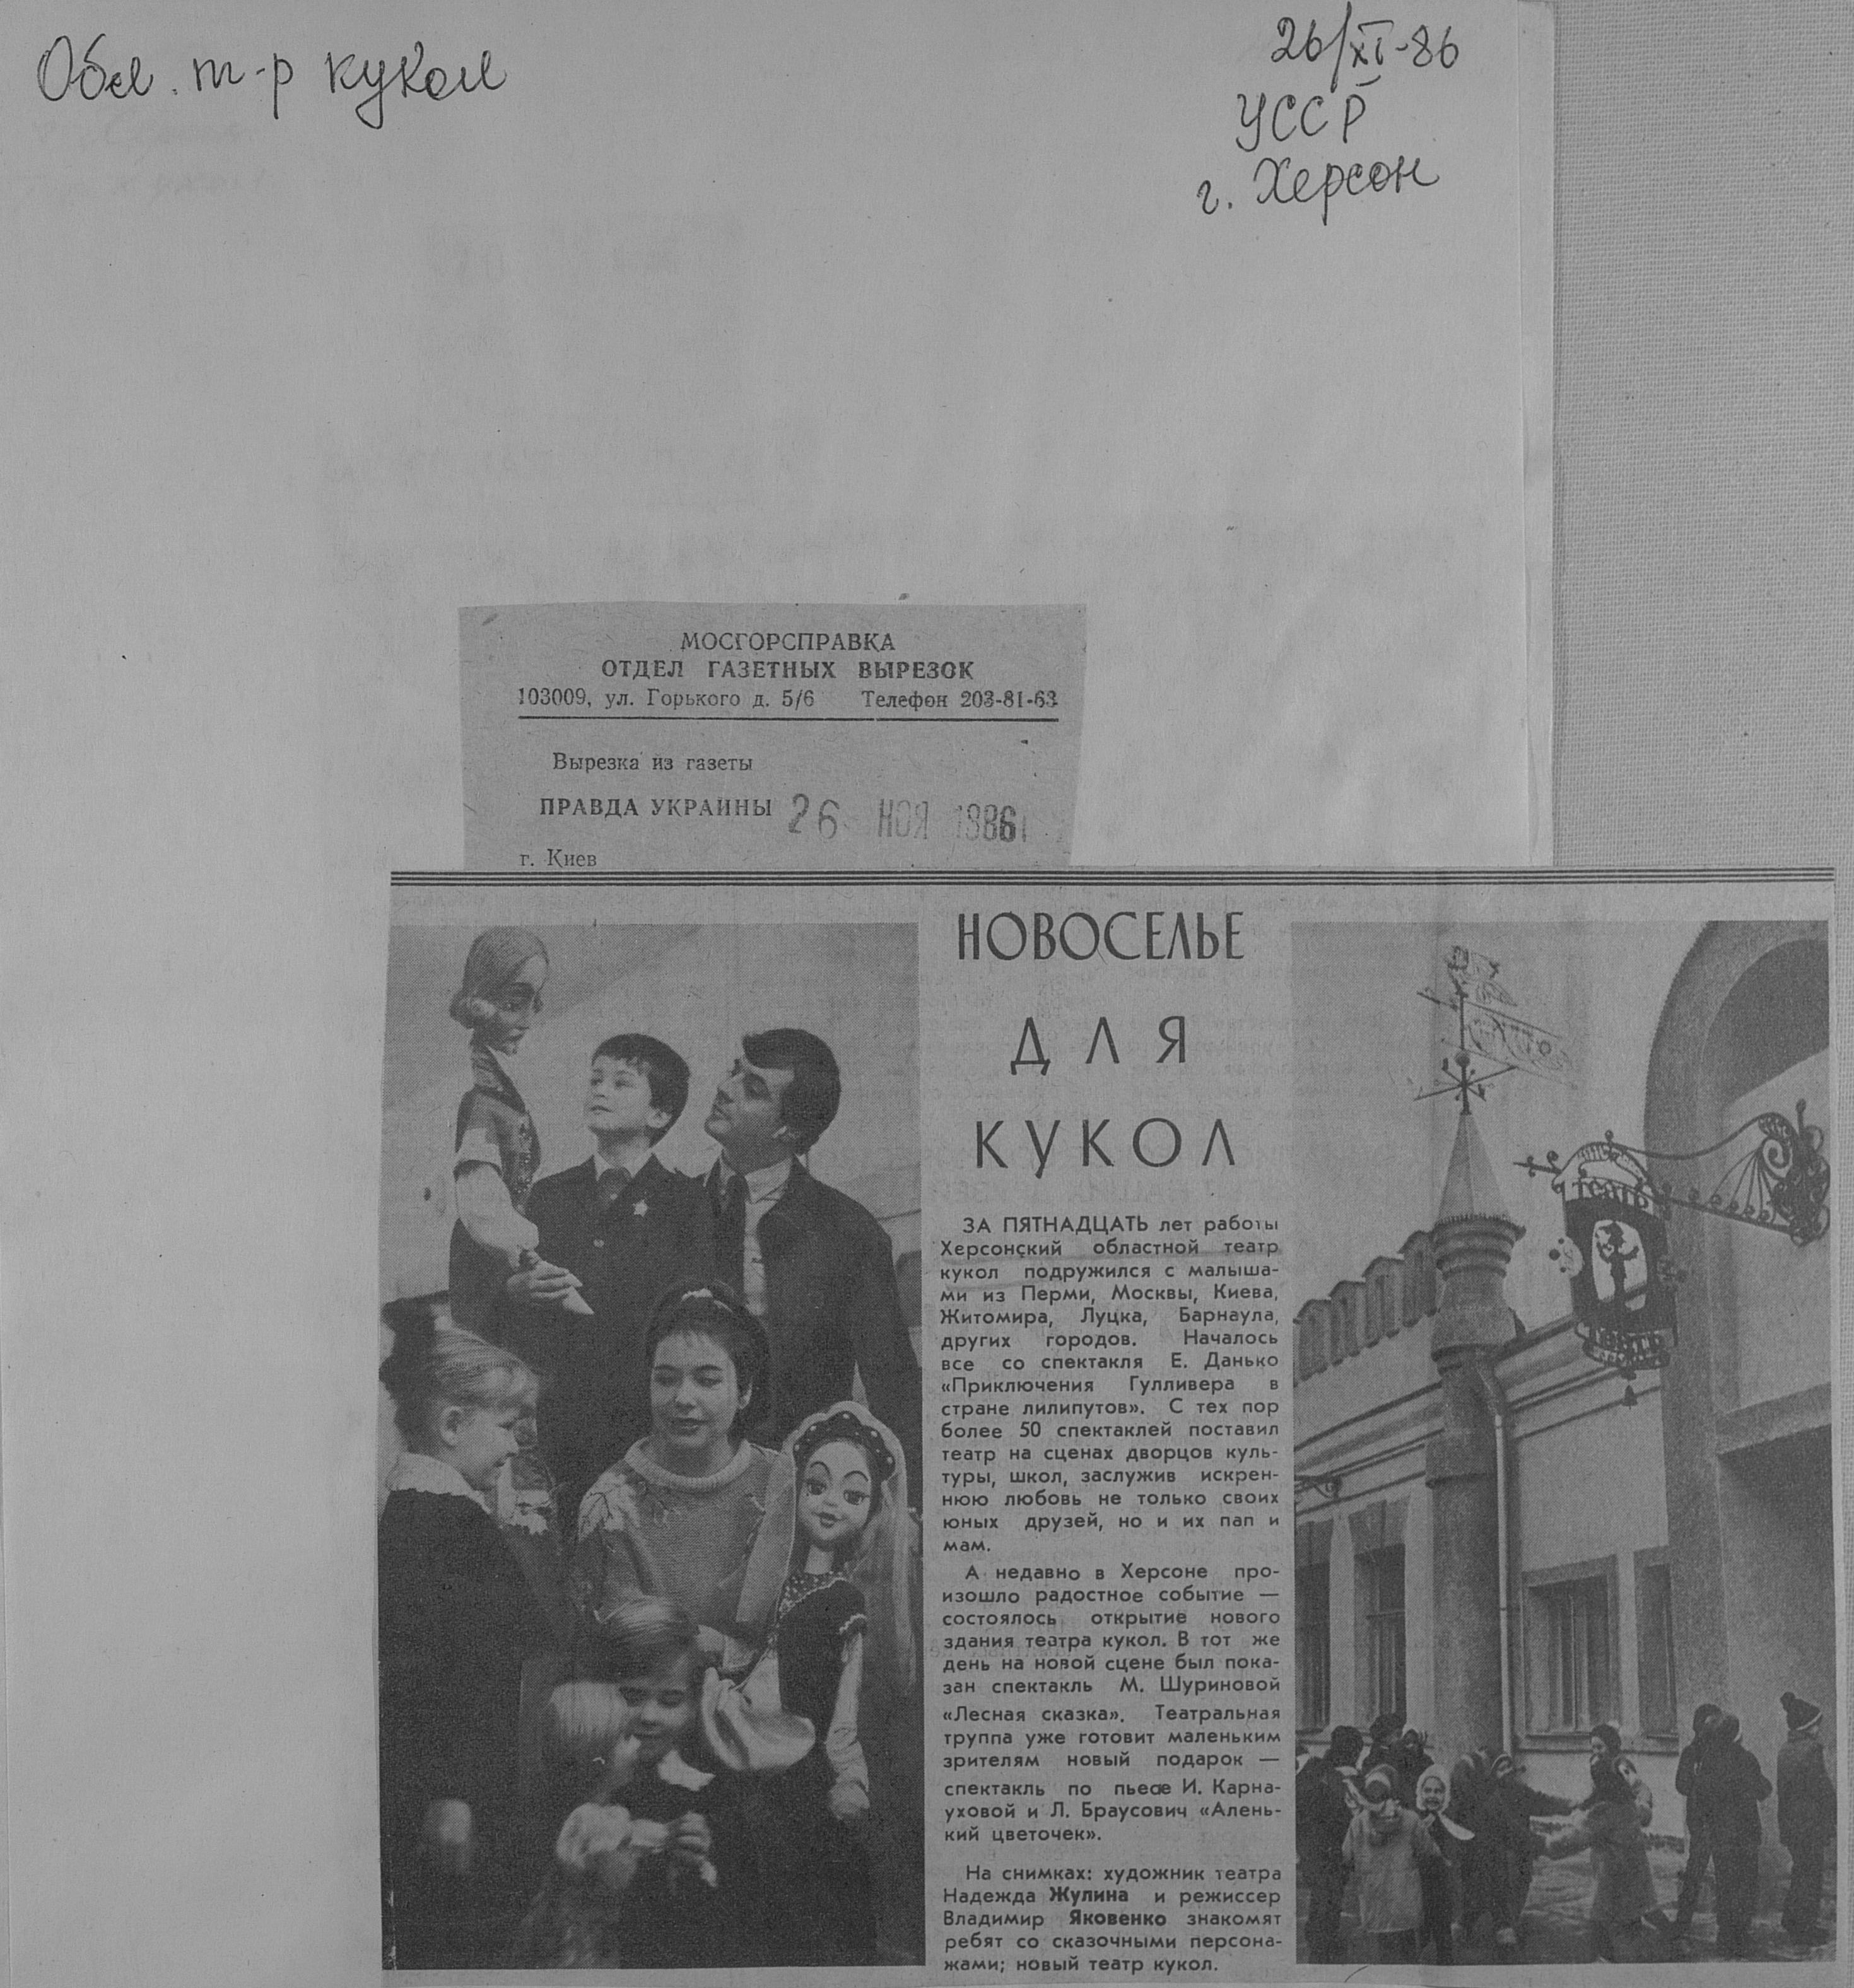 Обл. т-р кукол
26/XI-86
УССР
г. Херсон
МОСГОРСПРАВКА
ОТДЕЛ ГАЗЕТНЫХ ВЫРЕЗОК
103009, ул. Горького д. 5/6 Телефон 203-81-63
Вырезка из газеты
ПРАВДА УКРАИНЫ 26 НОЯ 1986
г. Киев
НОВОСЕЛЬЕ
ДЛЯ
КУКОЛ
ЗА ПЯТНАДЦАТЬ лет работы
Херсонский областной театр
кукол подружился с малыша-
ми из Перми, Москвы, Киева,
Житомира, Луцка, Барнаула,
других городов. Началось
все со спектакля Е. Данько
«Приключения Гулливера в
стране лилипутов». С тех пор
более 50 спектаклей поставил
театр на сценах дворцов куль-
туры, школ, заслужив искрен-
нюю любовь не только своих
юных друзей, но и их пап и
мам.
А недавно в Херсоне про-
изошло радостное событие —
состоялось открытие нового
здания театра кукол. В тот же
день на новой сцене был пока-
зан спектакль М. Шуриновой
«Лесная сказка». Театральная
труппа уже готовит маленьким
зрителям новый подарок —
спектакль по пьесе И. Карна-
уховой и Л. Браусович «Алень-
кий цветочек».
На снимках: художник театра
Надежда Жулина и режиссер
Владимир Яковенко знакомят
ребят со сказочными персона-
жами; новый театр кукол.
театр